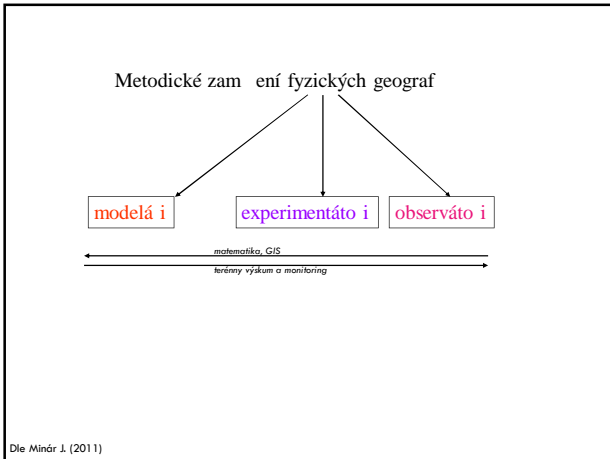 Metodické zam ení fyzických geograf
modelá i experimentáto i observáto i
matematika, GIS
terénny výskum a monitoring
Dle Minár J. (2011)